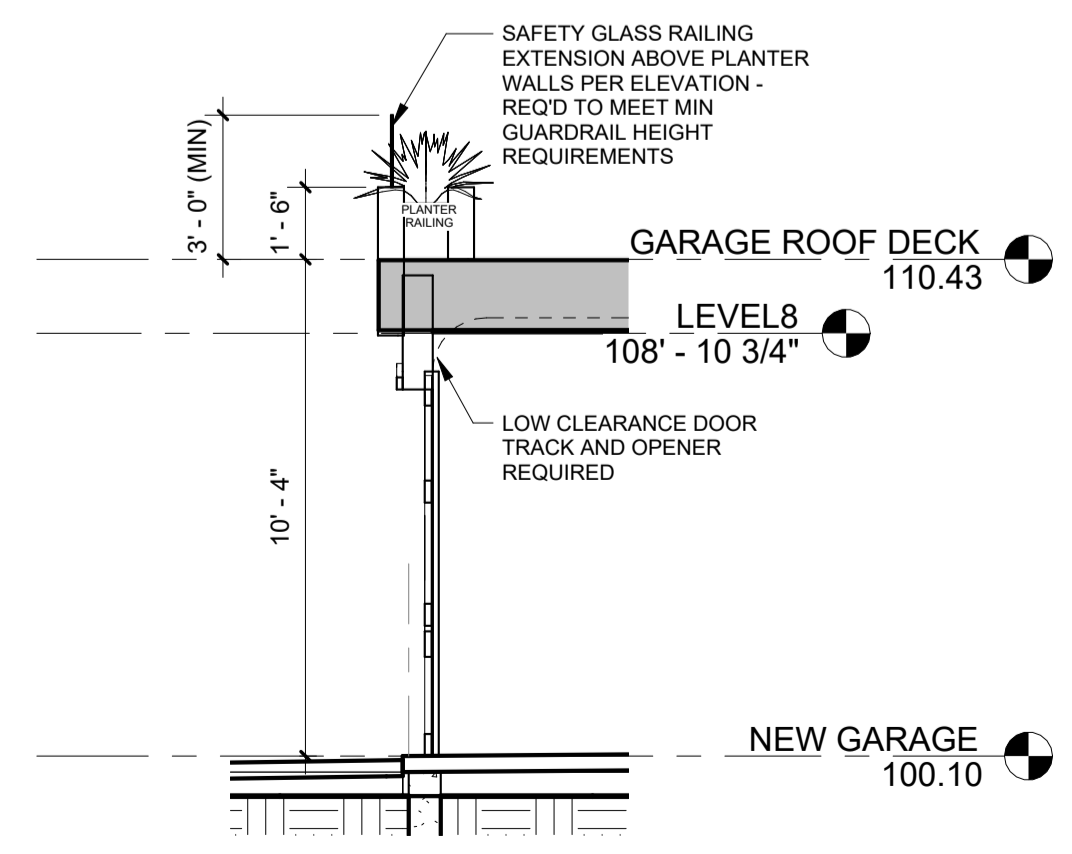 SAFETY GLASS RAILING
EXTENSION ABOVE PLANTER
WALLS PER ELEVATION -
REQ'D TO MEET MIN
GUARDRAIL HEIGHT
REQUIREMENTS
3' - 0" (MIN)
1' - 6"
PLANTER
RAILING
GARAGE ROOF DECK
110.43
LEVEL8
108' - 10 3/4"
LOW CLEARANCE DOOR
TRACK AND OPENER
REQUIRED
10' - 4"
NEW GARAGE
100.10